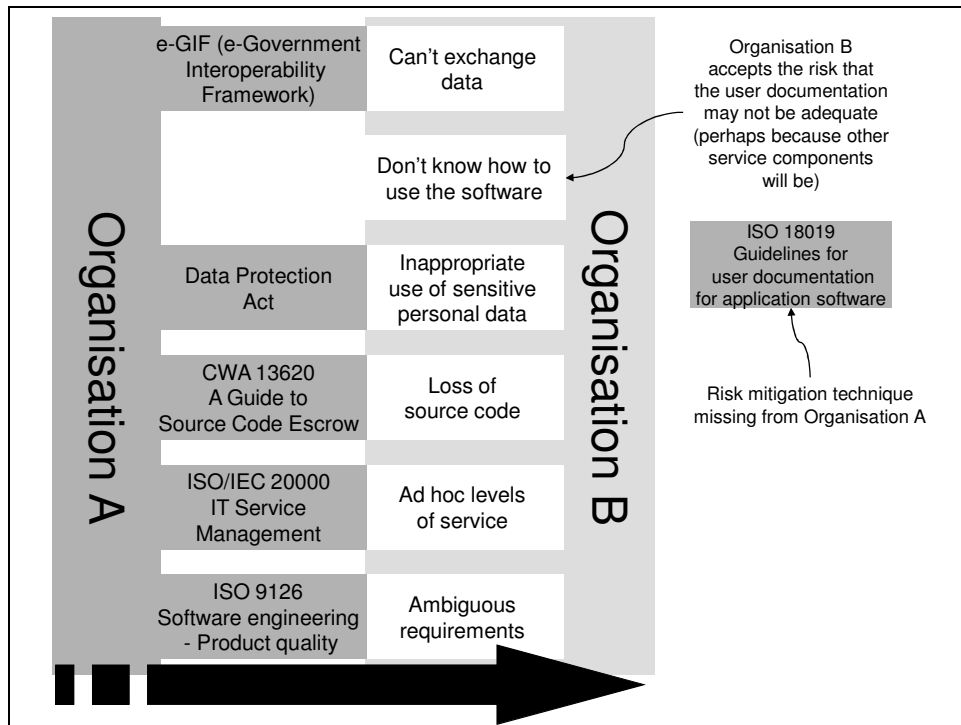 Organisation A
e-GIF (e-Government
Interoperability
Framework)
Can't exchange
data
Don't know how to
use the software
Data Protection
Act
Inappropriate
use of sensitive
personal data
CWA 13620
A Guide to
Source Code Escrow
Loss of
source code
ISO/IEC 20000
IT Service
Management
Ad hoc levels
of service
ISO 9126
Software engineering
- Product quality
Ambiguous
requirements
Organisation B
Organisation B
accepts the risk that
the user documentation
may not be adequate
(perhaps because other
service components
will be)
ISO 18019
Guidelines for
user documentation
for application software
Risk mitigation technique
missing from Organisation A